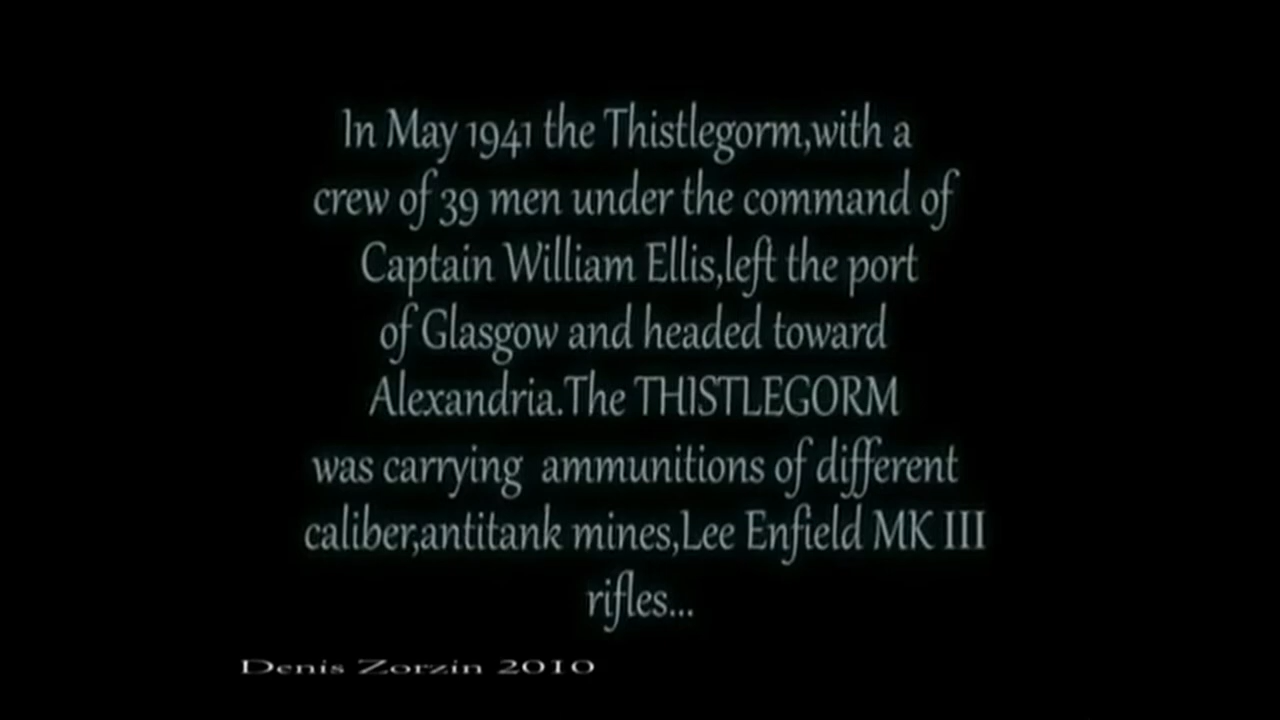 In May 1941 the Thistlegorm,with a
crew of 39 men under the command of
Captain William Ellis,left the port
of Glasgow and headed toward
Alexandria.The THISTLEGORM
was carrying  ammunitions of different
caliber,antitank mines,Lee Enfield MK III
rifles...
Denis Zorzin 2010